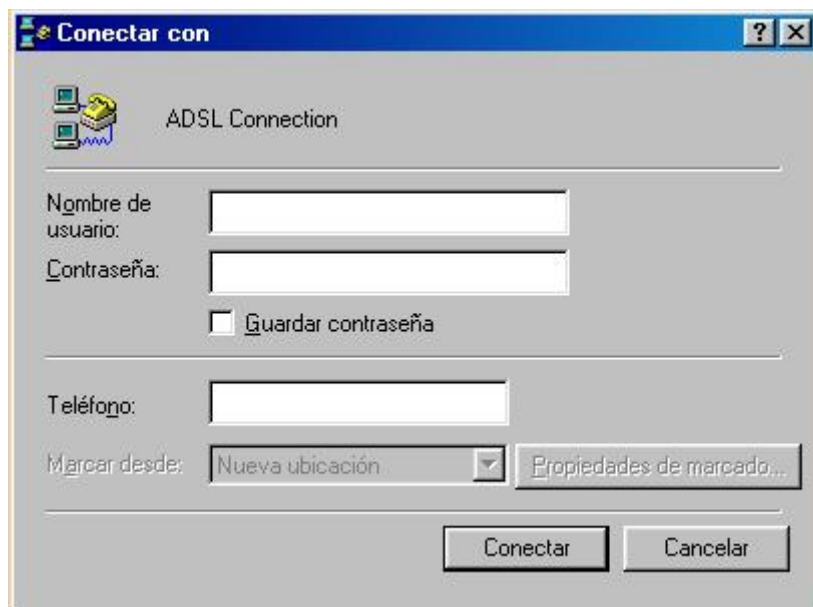 Conectar con
ADSL Connection
Nombre de
usuario:
Contraseña:
Guardar contraseña
Teléfono:
Marcar desde: Nueva ubicación Propiedades de marcado...
Conectar Cancelar